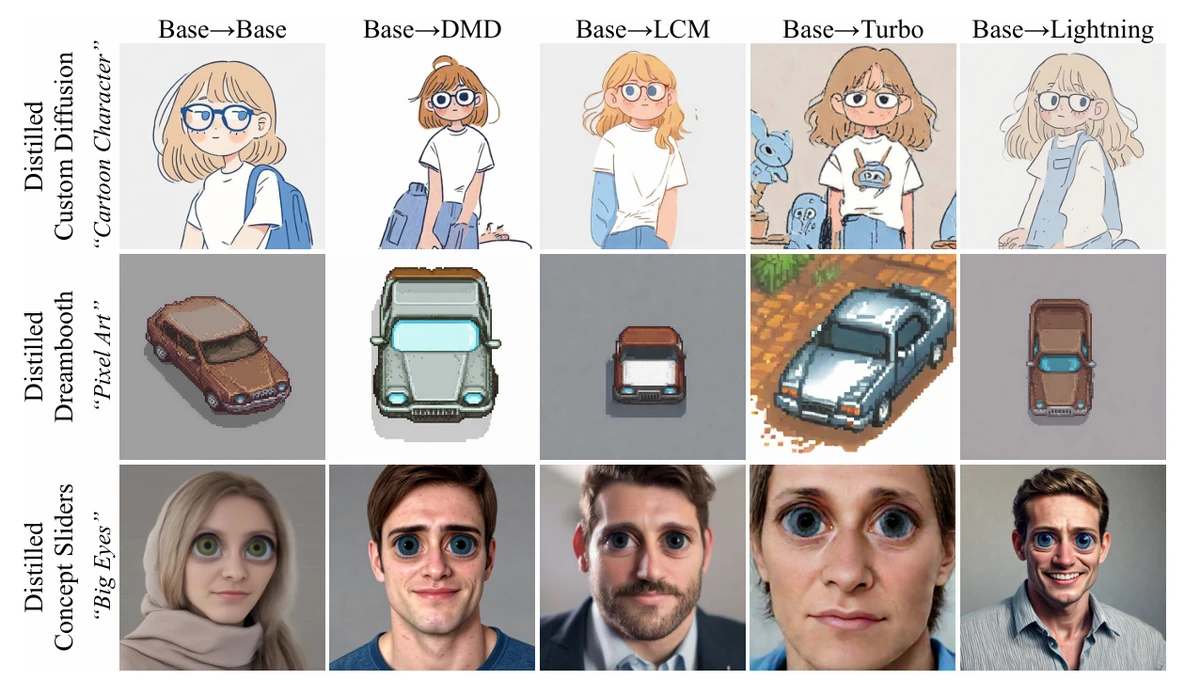 Base→Base
Base→DMD
Base→LCM
Base→Turbo
Base→Lightning
Distilled
Custom Diffusion
“Cartoon Character”
Distilled
Dreambooth
“Pixel Art”
Distilled
Concept Sliders
“Big Eyes”